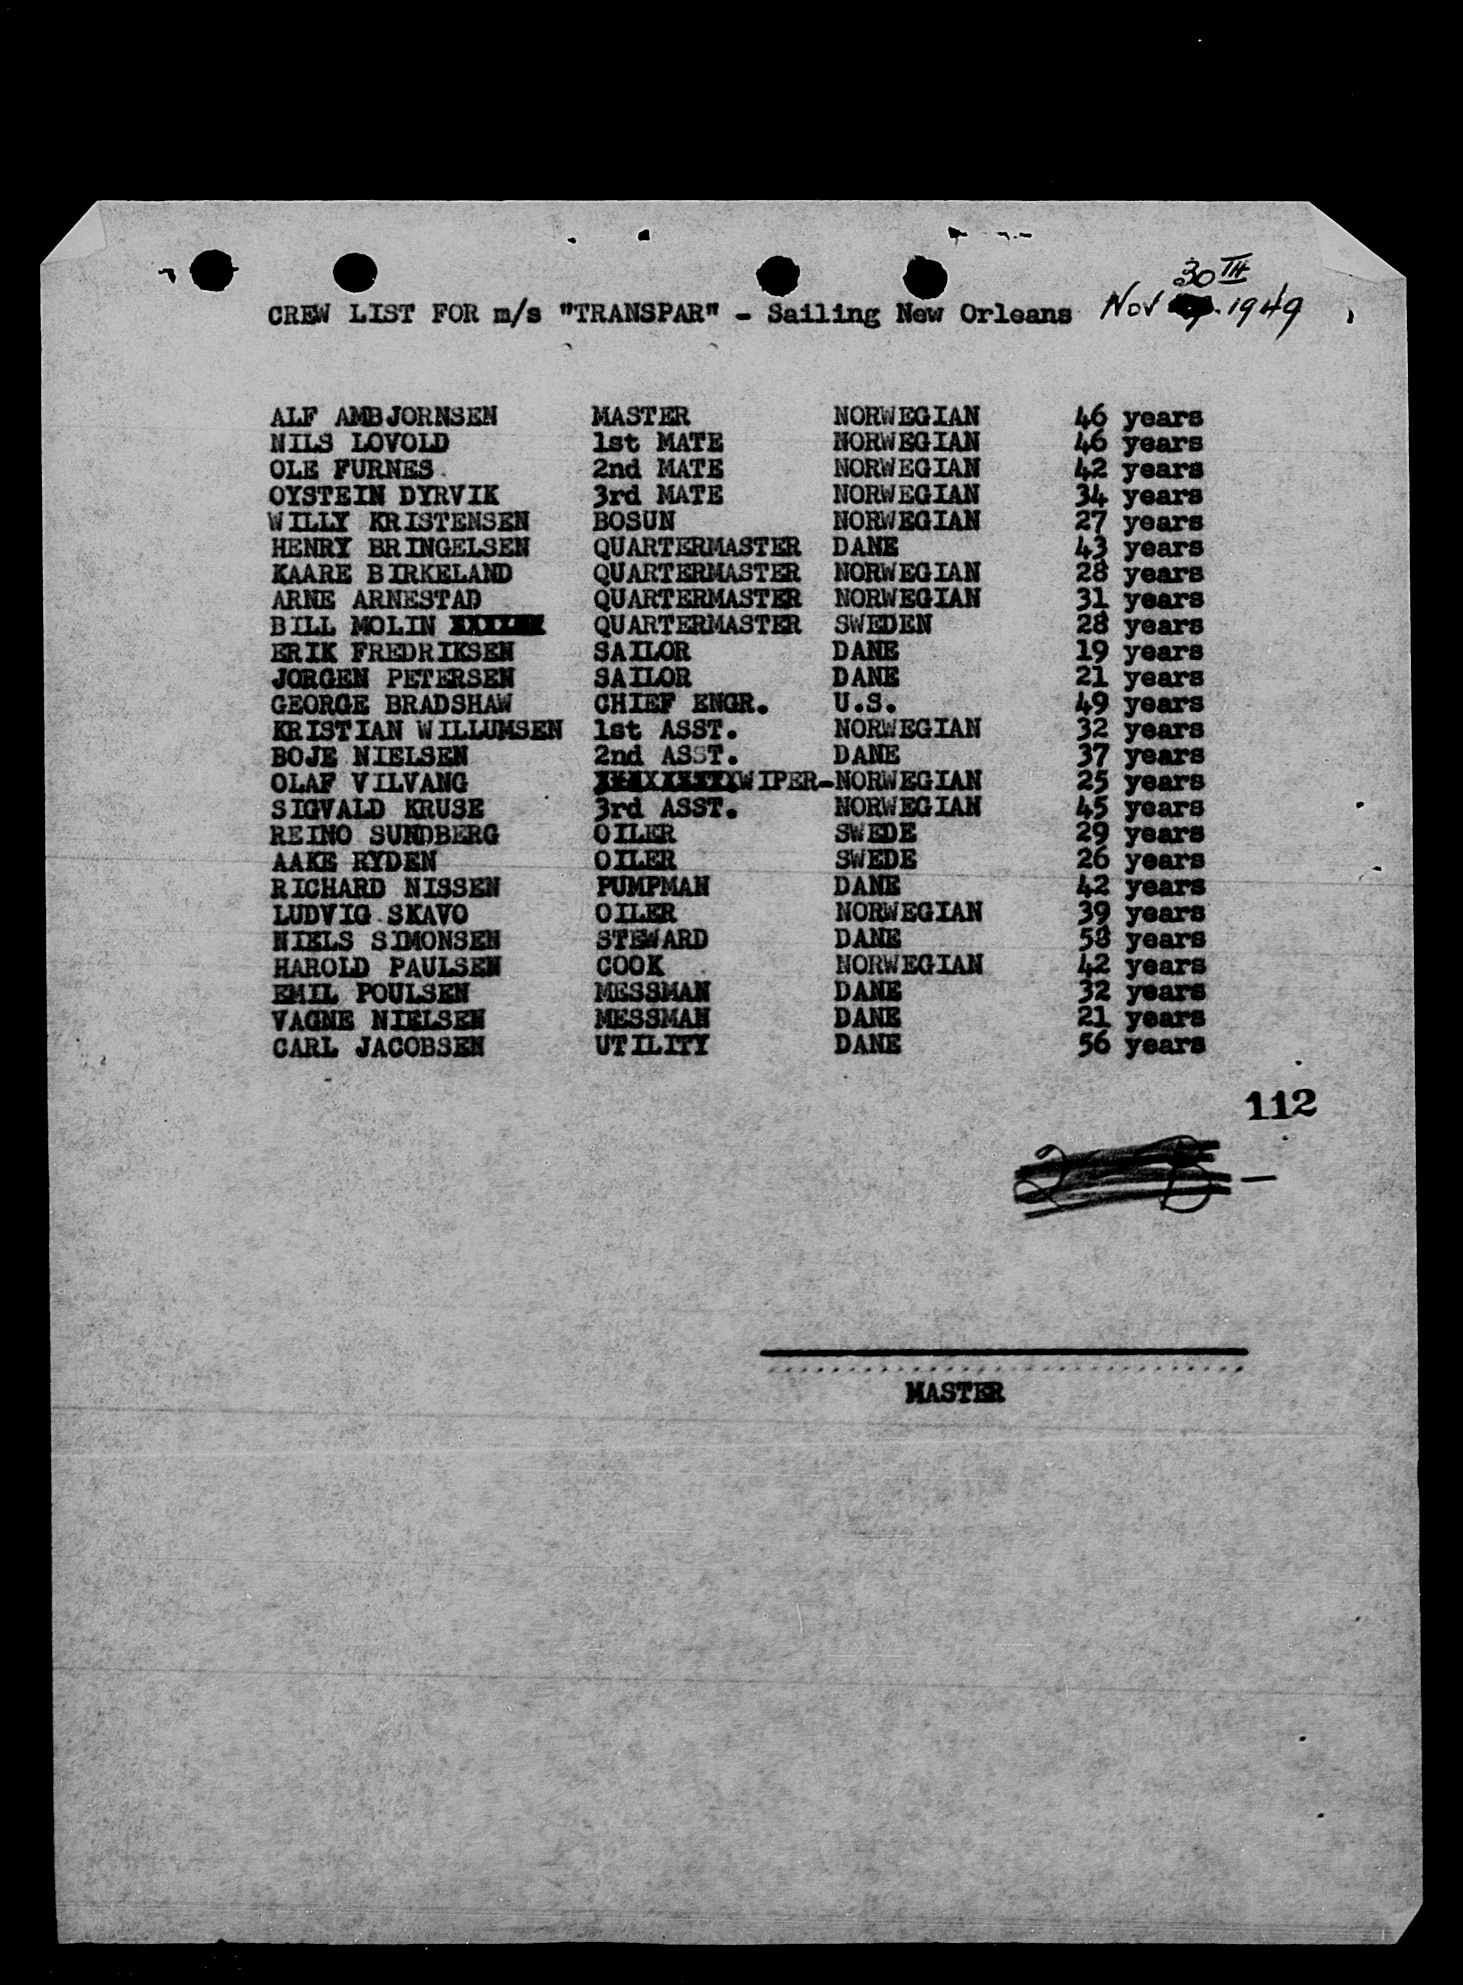 30TH
CREW LIST FOR m/s "TRANSPAR" - Sailing New Orleans Nov . 1949
ALF AMBJORNSEN MASTER NORWEGIAN 46 years
NILS LOVOLD 1st MATE NORWEGIAN 46 years
OLE FURNES. 2nd MATE NORWEGIAN 42 years
OYSTEIN DYRVIK 3rd MATE NORWEGIAN 34 years
WILLY KRISTENSEN BOSUN NORWEGIAN 27 years
HENRY BRINGELSEN QUARTERMASTER DANE 43 years
KAARE BIRKELAND QUARTERMASTER NORWEGIAN 28 years
ARNE ARNESTAD QUARTERMASTER NORWEGIAN 31 years
BILL MOLIN QUARTERMASTER SWEDEN 28 years
ERIK FREDRIKSEN SAILOR DANE 19 years
JORGEN PETERSEN SAILOR DANE 21 years
GEORGE BRADSHAW CHIEF ENGR. U.S. 49 years
KRISTIAN WILLUMSEN 1st ASST. NORWEGIAN 32 years
BOJE NIELSEN 2nd ASST. DANE 37 years
OLAF VILVANG WIPER-NORWEGIAN 25 years
SIGVALD KRUSE 3rd ASST. NORWEGIAN 45 years
REINO SUNDBERG OILER SWEDE 29 years
AAKE RYDEN OILER SWEDE 26 years
RICHARD NISSEN PUMPMAN DANE 42 years
LUDVIG SKAVO OILER NORWEGIAN 39 years
NIELS SIMONSEN STEWARD DANE 58 years
HAROLD PAULSEN COOK NORWEGIAN 42 years
EMIL POULSEN MESSMAN DANE 32 years
VAGNE NIELSEN MESSMAN DANE 21 years
CARL JACOBSEN UTILITY DANE 56 years
112
MASTER